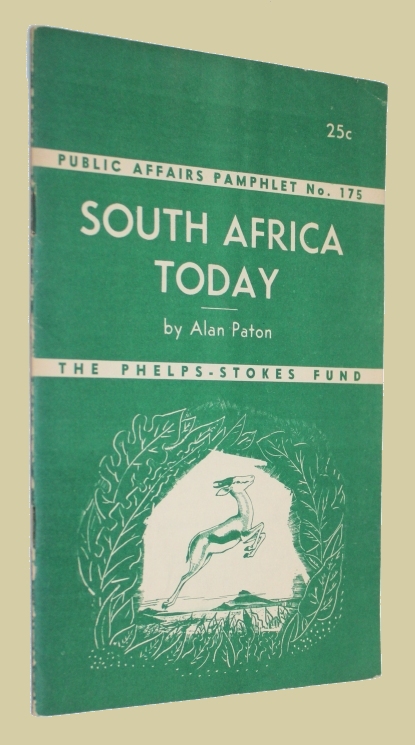 25c
PUBLIC AFFAIRS PAMPHLET No. 175
SOUTH AFRICA
TODAY
by Alan Paton
THE PHELPS-STOKES FUND